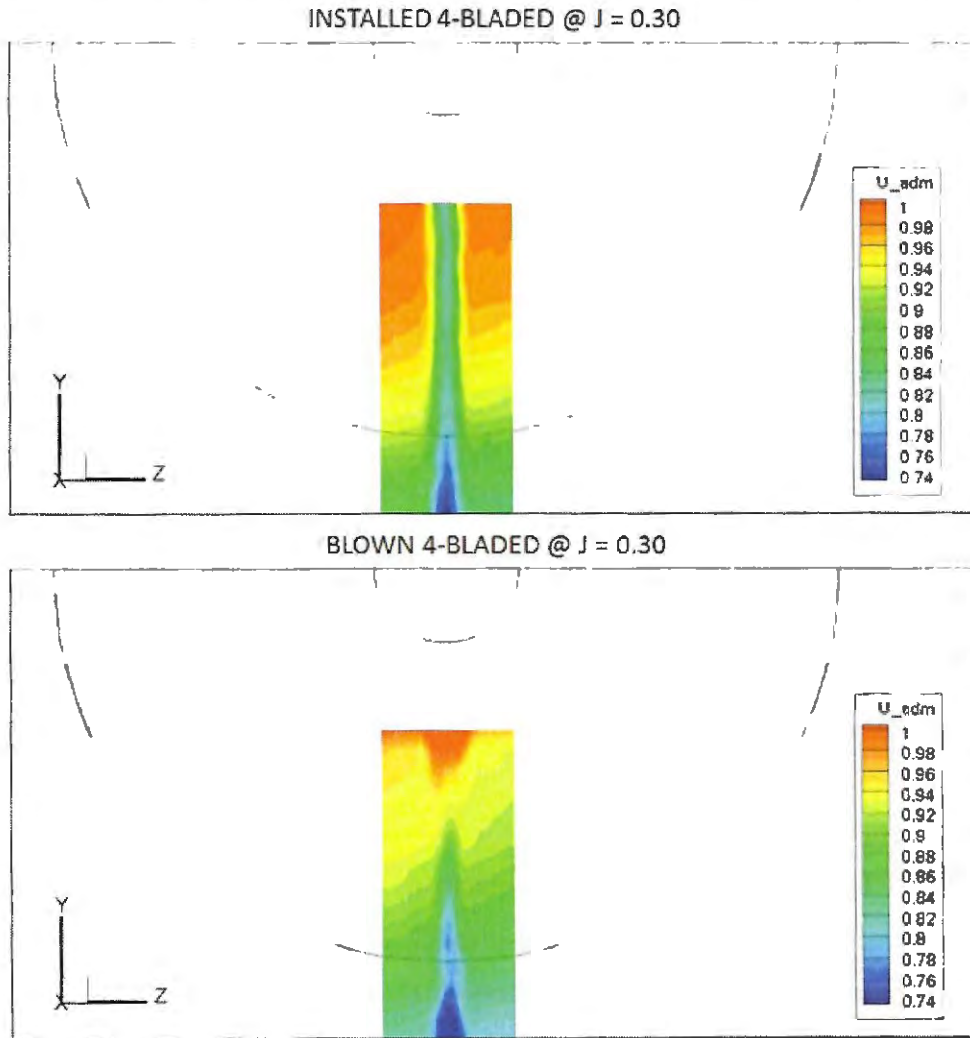 INSTALLED 4-BLADED @ J = 0.30
U_adm
1
0.98
0.96
0.94
0.92
0.9
0.88
0.86
0.84
0.82
0.8
0.78
0.76
0.74
Y
X
Z
BLOWN 4-BLADED @ J = 0.30
U_adm
1
0.98
0.96
0.94
0.92
0.9
0.88
0.86
0.84
0.82
0.8
0.78
0.76
0.74
Y
X
Z